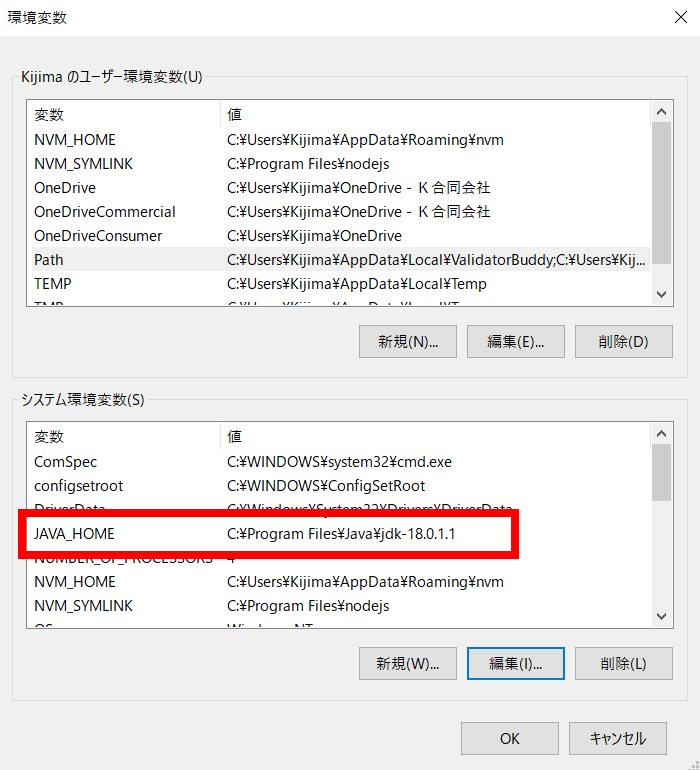 環境変数
Kijima のユーザー環境変数(U)
変数 値
NVM_HOME C:¥Users¥Kijima¥AppData¥Roaming¥nvm
NVM_SYMLINK C:¥Program Files¥nodejs
OneDrive C:¥Users¥Kijima¥OneDrive - K合同会社
OneDriveCommercial C:¥Users¥Kijima¥OneDrive - K合同会社
OneDriveConsumer C:¥Users¥Kijima¥OneDrive
Path C:¥Users¥Kijima¥AppData¥Local¥ValidatorBuddy;C:¥Users¥Kij...
TEMP C:¥Users¥Kijima¥AppData¥Local¥Temp
新規(N)... 編集(E)... 削除(D)
システム環境変数(S)
変数 値
ComSpec C:¥WINDOWS¥system32¥cmd.exe
configsetroot C:¥WINDOWS¥ConfigSetRoot
DriverData C:¥Windows¥System32¥Drivers¥DriverData
JAVA_HOME C:¥Program Files¥Java¥jdk-18.0.1.1
NUMBER_OF_PROCESSORS 4
NVM_HOME C:¥Users¥Kijima¥AppData¥Roaming¥nvm
NVM_SYMLINK C:¥Program Files¥nodejs
OS Windows_NT
新規(W)... 編集(I)... 削除(L)
OK キャンセル